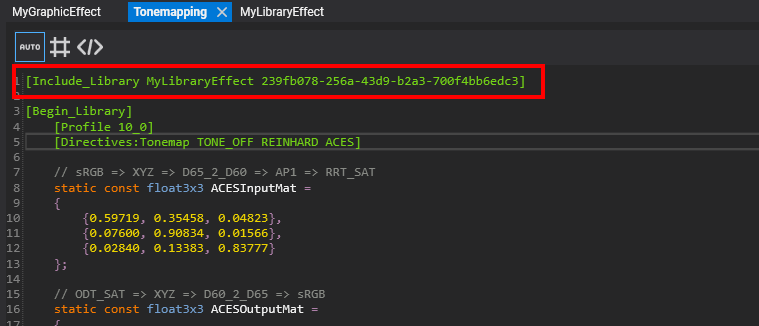 MyGraphicEffect Tonemapping MyLibraryEffect
AUTO
1 [Include_Library MyLibraryEffect 239fb078-256a-43d9-b2a3-700f4bb6edc3]
2
3 [Begin_Library]
4 [Profile 10_0]
5 [Directives:Tonemap TONE_OFF REINHARD ACES]
6
7 // sRGB => XYZ => D65_2_D60 => AP1 => RRT_SAT
8 static const float3x3 ACESInputMat =
9 {
10 {0.59719, 0.35458, 0.04823},
11 {0.07600, 0.90834, 0.01566},
12 {0.02840, 0.13383, 0.83777}
13 };
14
15 // ODT_SAT => XYZ => D60_2_D65 => sRGB
16 static const float3x3 ACESOutputMat =
17 {